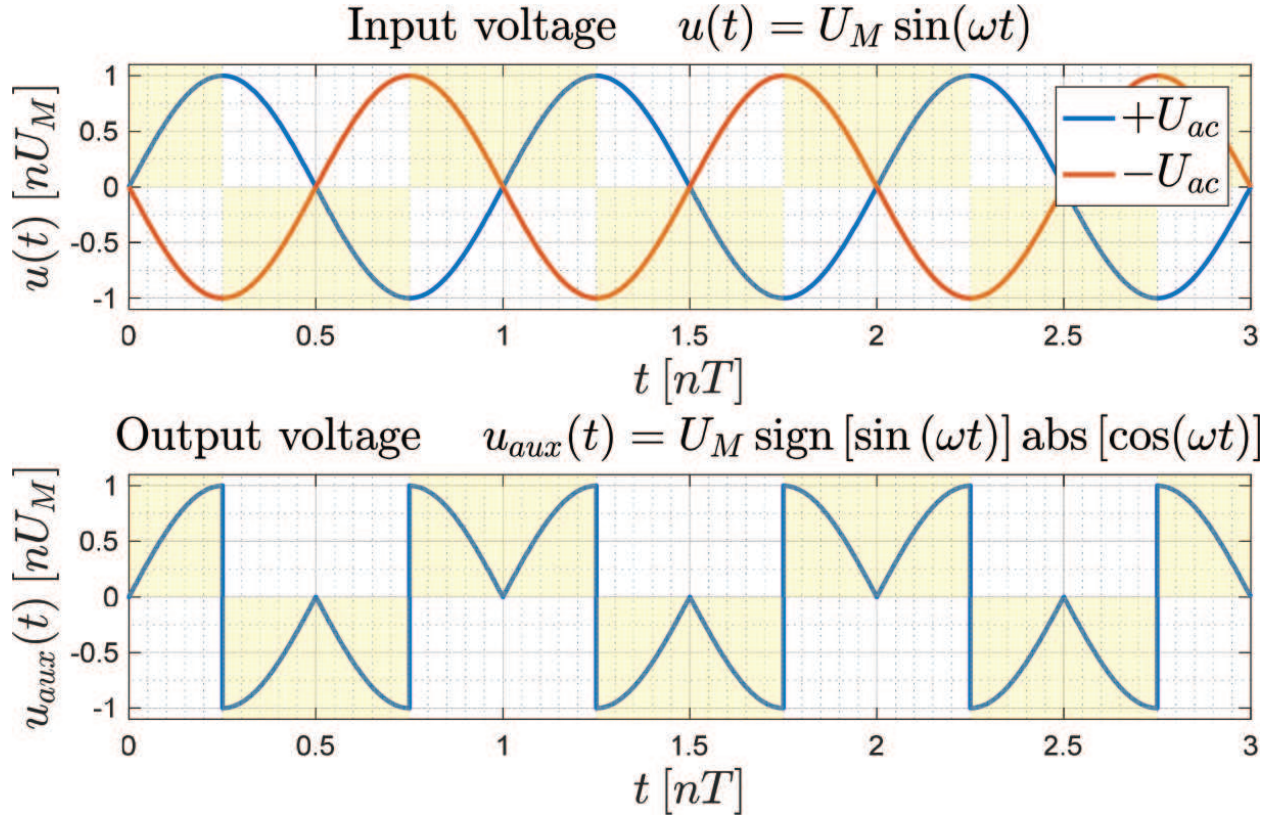 Input voltage u(t) = U_M sin(ωt)
u(t) [nU_M]
1
0.5
0
-0.5
-1
+U_ac
−U_ac
0 0.5 1 1.5 2 2.5 3
t [nT]
Output voltage u_aux(t) = U_M sign [sin (ωt)] abs [cos(ωt)]
u_aux(t) [nU_M]
1
0.5
0
-0.5
-1
0 0.5 1 1.5 2 2.5 3
t [nT]